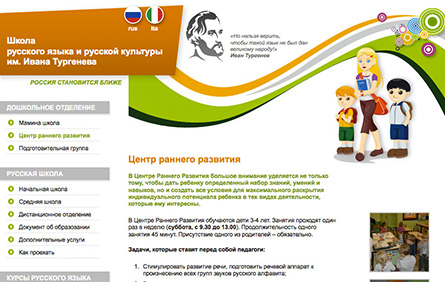 Школа
русского языка и русской культуры
им. Ивана Тургенева
rus
ita
РОССИЯ СТАНОВИТСЯ БЛИЖЕ
«Но нельзя верить,
чтобы такой язык не был дан
великому народу!»
Иван Тургенев
ДОШКОЛЬНОЕ ОТДЕЛЕНИЕ
Мамина школа
Центр раннего развития
Подготовительная группа
РУССКАЯ ШКОЛА
Начальная школа
Средняя школа
Дистанционное отделение
Документ об образовании
Дополнительные услуги
Как проехать
КУРСЫ РУССКОГО ЯЗЫКА
Центр раннего развития
В Центре Раннего Развития большое внимание уделяется не только
тому, чтобы дать ребенку определенный набор знаний, умений и
навыков, но и создать все условия для максимального раскрытия
индивидуального потенциала ребенка в тех видах деятельности,
которые ему интересны.
В Центре Раннего Развития обучаются дети 3-4 лет. Занятия проходят один
раз в неделю (суббота, с 9.30 до 13.00). Продолжительность одного
занятия 45 минут. Присутствие одного из родителей – обязательно.
Задачи, которые ставят перед собой педагоги:
1. Стимулировать развитие речи, подготовить речевой аппарат к
произнесению всех групп звуков русского алфавита;